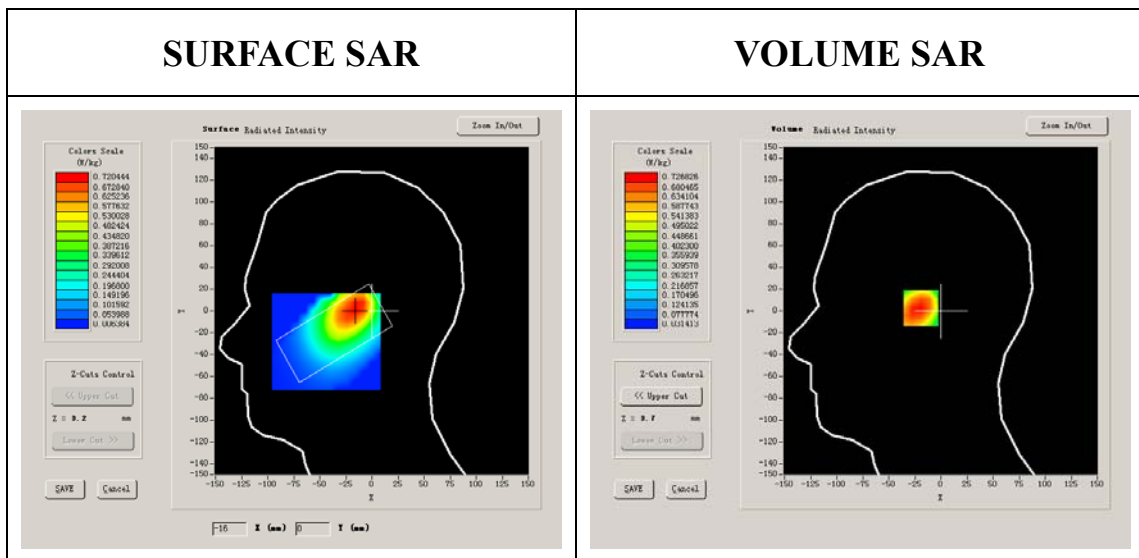 SURFACE SAR
VOLUME SAR
Surface Radiated Intensity
Zoom In/Out
Colors Scale
(W/kg)
0.720444
0.672840
0.625236
0.577632
0.530028
0.482424
0.434820
0.387216
0.339612
0.292008
0.244404
0.196800
0.149196
0.101592
0.053988
0.006384
150
140
120
100
80
60
40
20
0
-20
-40
-60
-80
-100
-120
-140
-150
Y
-150 -125 -100 -75 -50 -25 0 25 50 75 100 125 150
X
Z-Cuts Control
<< Upper Cut
Lower Cut >>
SAVE Cancel
-16 X (mm) 0 Y (mm)
Volume Radiated Intensity
Zoom In/Out
Colors Scale
(W/kg)
0.726826
0.680465
0.634104
0.587743
0.541383
0.495022
0.448661
0.402300
0.355939
0.309578
0.263217
0.216857
0.170496
0.124135
0.077774
0.031413
150
140
120
100
80
60
40
20
0
-20
-40
-60
-80
-100
-120
-140
-150
Y
-150 -125 -100 -75 -50 -25 0 25 50 75 100 125 150
X
Z-Cuts Control
<< Upper Cut
Lower Cut >>
SAVE Cancel